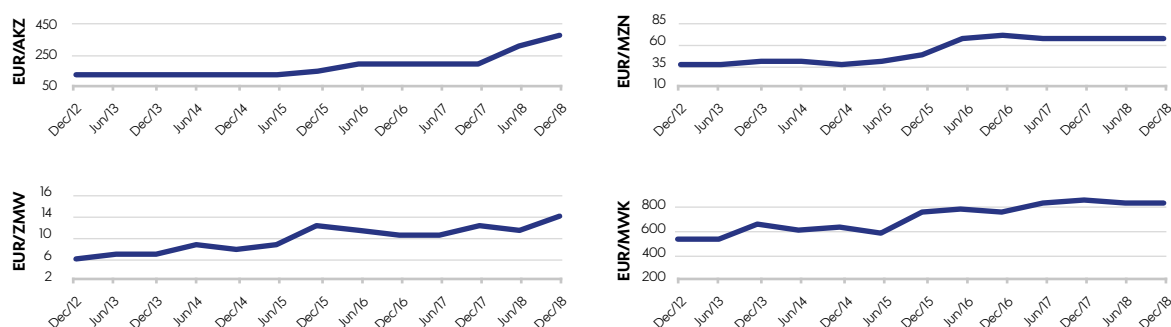 EUR/AKZ
450
250
50
Dec/12 Jun/13 Dec/13 Jun/14 Dec/14 Jun/15 Dec/15 Jun/16 Dec/16 Jun/17 Dec/17 Jun/18 Dec/18
EUR/MZN
85
60
35
10
Dec/12 Jun/13 Dec/13 Jun/14 Dec/14 Jun/15 Dec/15 Jun/16 Dec/16 Jun/17 Dec/17 Jun/18 Dec/18
EUR/ZMW
16
14
10
6
2
Dec/12 Jun/13 Dec/13 Jun/14 Dec/14 Jun/15 Dec/15 Jun/16 Dec/16 Jun/17 Dec/17 Jun/18 Dec/18
EUR/MWK
800
600
400
200
Dec/12 Jun/13 Dec/13 Jun/14 Dec/14 Jun/15 Dec/15 Jun/16 Dec/16 Jun/17 Dec/17 Jun/18 Dec/18